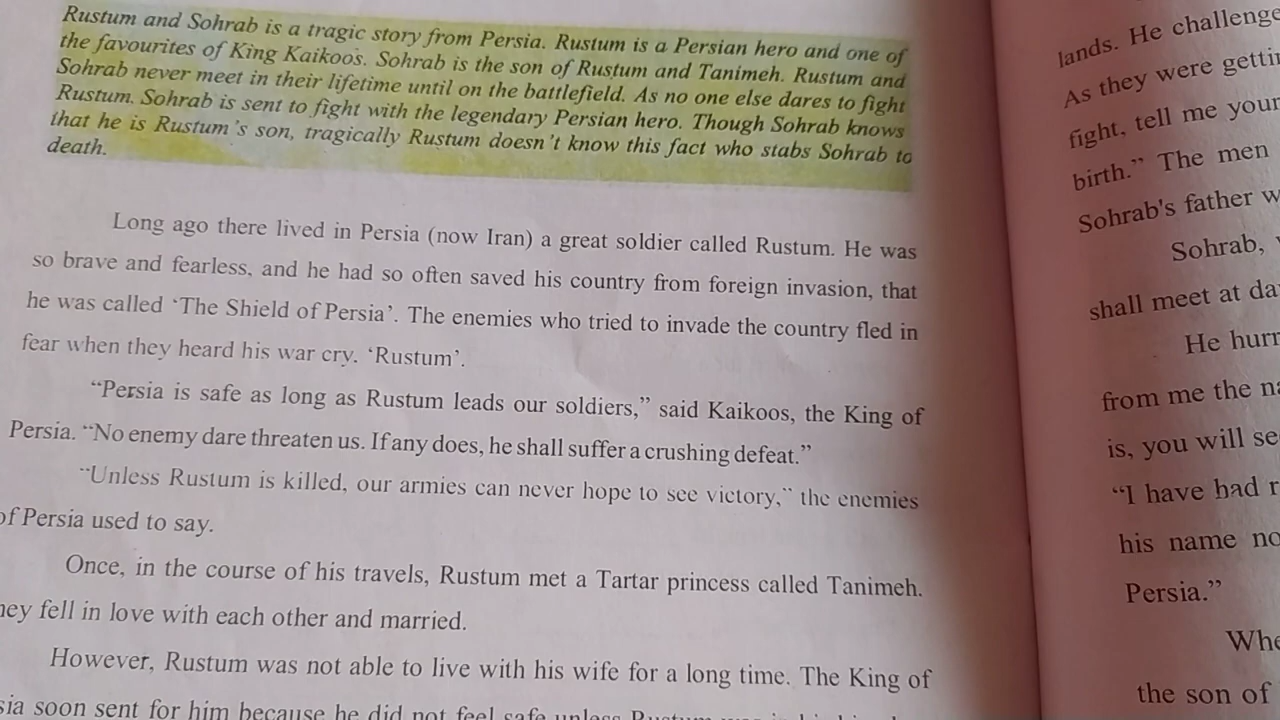 Rustum and Sohrab is a tragic story from Persia. Rustum is a Persian hero and one of
the favourites of King Kaikoos. Sohrab is the son of Rustum and Tanimeh. Rustum and
Sohrab never meet in their lifetime until on the battlefield. As no one else dares to fight
Rustum. Sohrab is sent to fight with the legendary Persian hero. Though Sohrab knows
that he is Rustum's son, tragically Rustum doesn't know this fact who stabs Sohrab to
death.
Long ago there lived in Persia (now Iran) a great soldier called Rustum. He was
so brave and fearless, and he had so often saved his country from foreign invasion, that
he was called ‘The Shield of Persia’. The enemies who tried to invade the country fled in
fear when they heard his war cry. ‘Rustum’.
“Persia is safe as long as Rustum leads our soldiers,” said Kaikoos, the King of
Persia. “No enemy dare threaten us. If any does, he shall suffer a crushing defeat.”
“Unless Rustum is killed, our armies can never hope to see victory,” the enemies
of Persia used to say.
Once, in the course of his travels, Rustum met a Tartar princess called Tanimeh.
hey fell in love with each other and married.
However, Rustum was not able to live with his wife for a long time. The King of
sia soon sent for him because he did not feel safe unless
lands. He challenge
As they were gettin
fight, tell me your
birth.” The men
Sohrab's father w
Sohrab,
shall meet at da
He hurr
from me the na
is, you will se
“I have had r
his name no
Persia.”
Whe
the son of